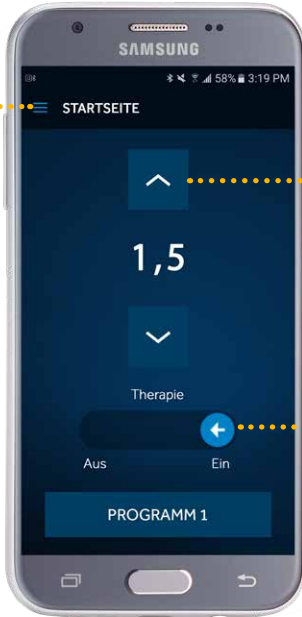 SAMSUNG
58% 3:19 PM
STARTSEITE
1,5
Therapie
Aus Ein
PROGRAMM 1